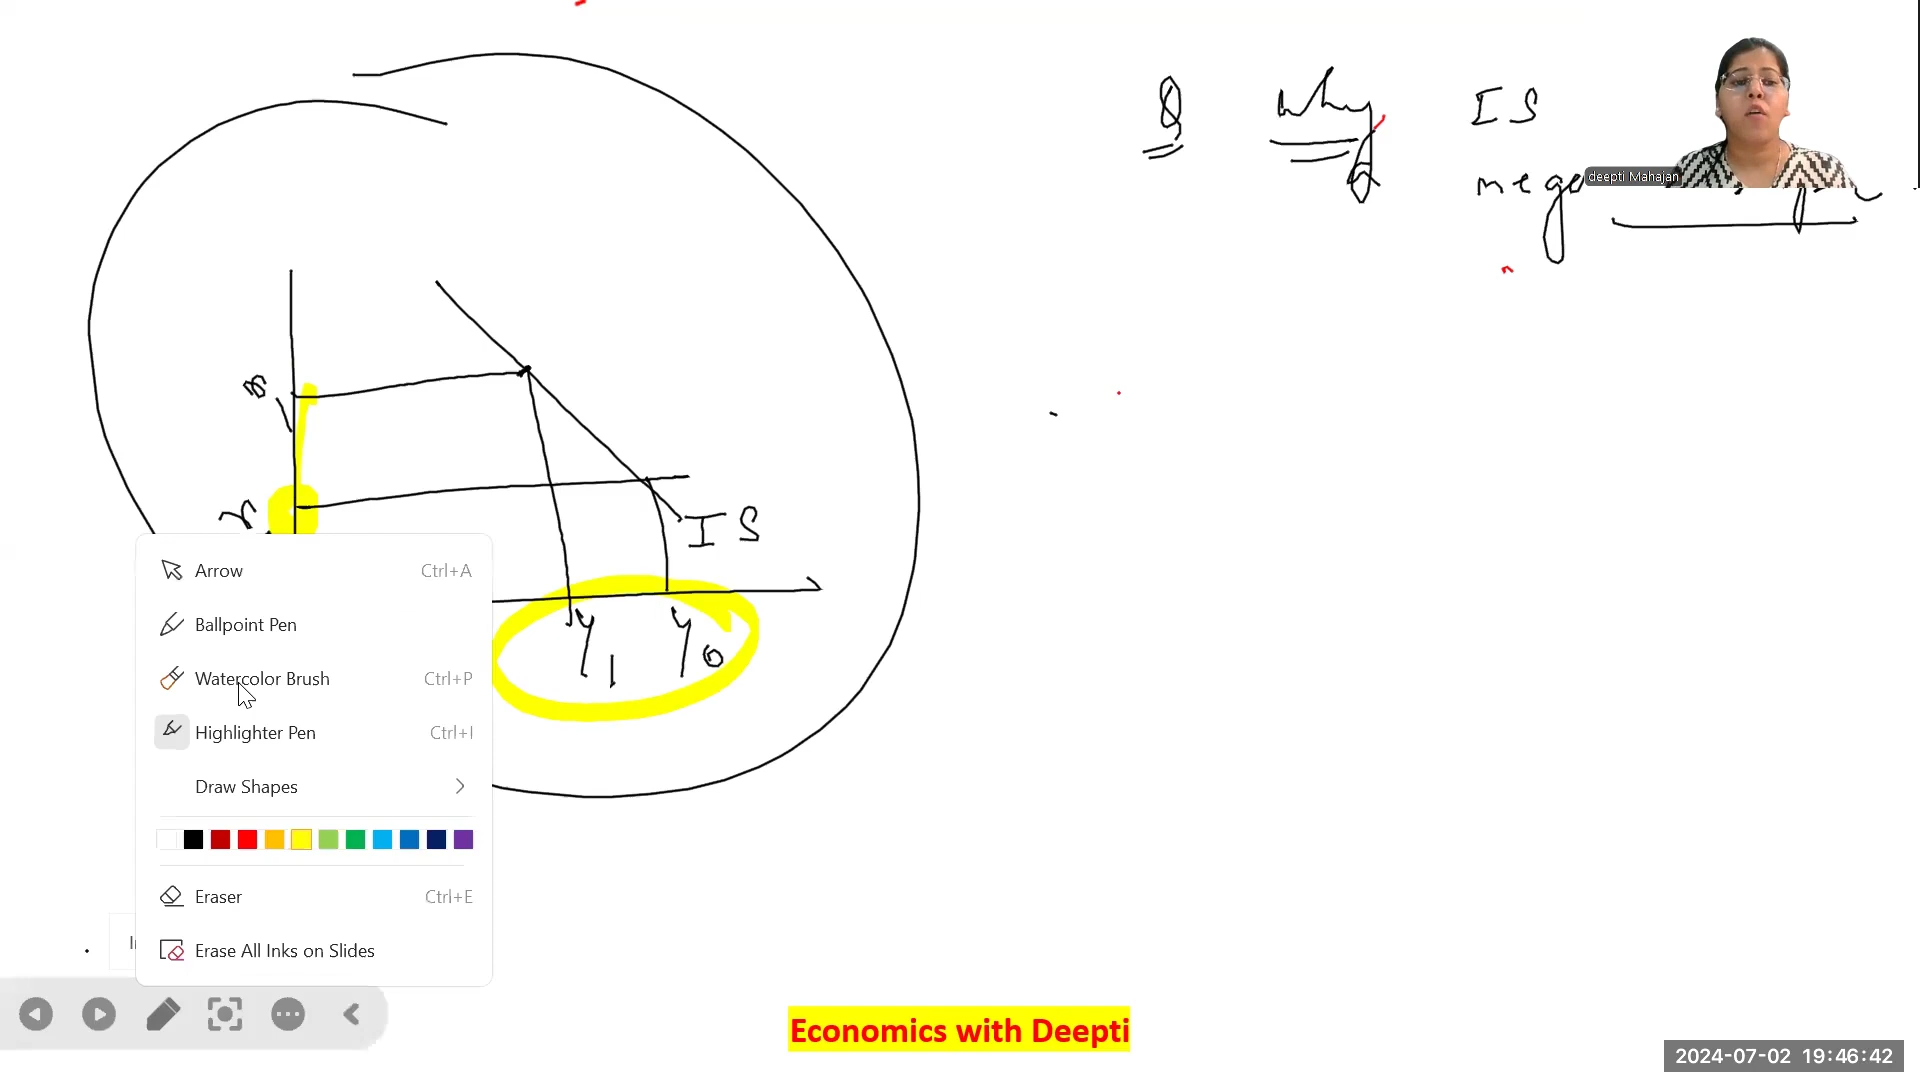 Q Why IS
deepti Mahajan
r
IS
Y1 Y0
Arrow Ctrl+A
Ballpoint Pen
Watercolor Brush Ctrl+P
Highlighter Pen Ctrl+I
Draw Shapes
Eraser Ctrl+E
Erase All Inks on Slides
Economics with Deepti
2024-07-02 19:46:42